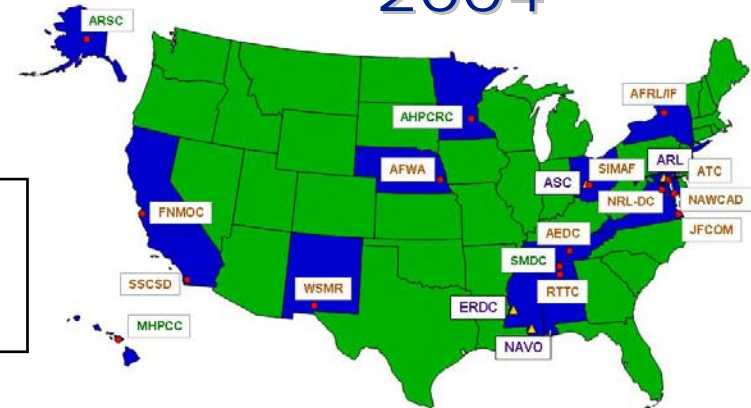 2004
ARSC
AFRL/IF
AHPCRC
AFWA
ASC
SIMAF
ARL
ATC
NRL-DC
NAWCAD
FNMOC
AEDC
JFCOM
SMDC
SSCSD
WSMR
RTTC
ERDC
MHPCC
NAVO